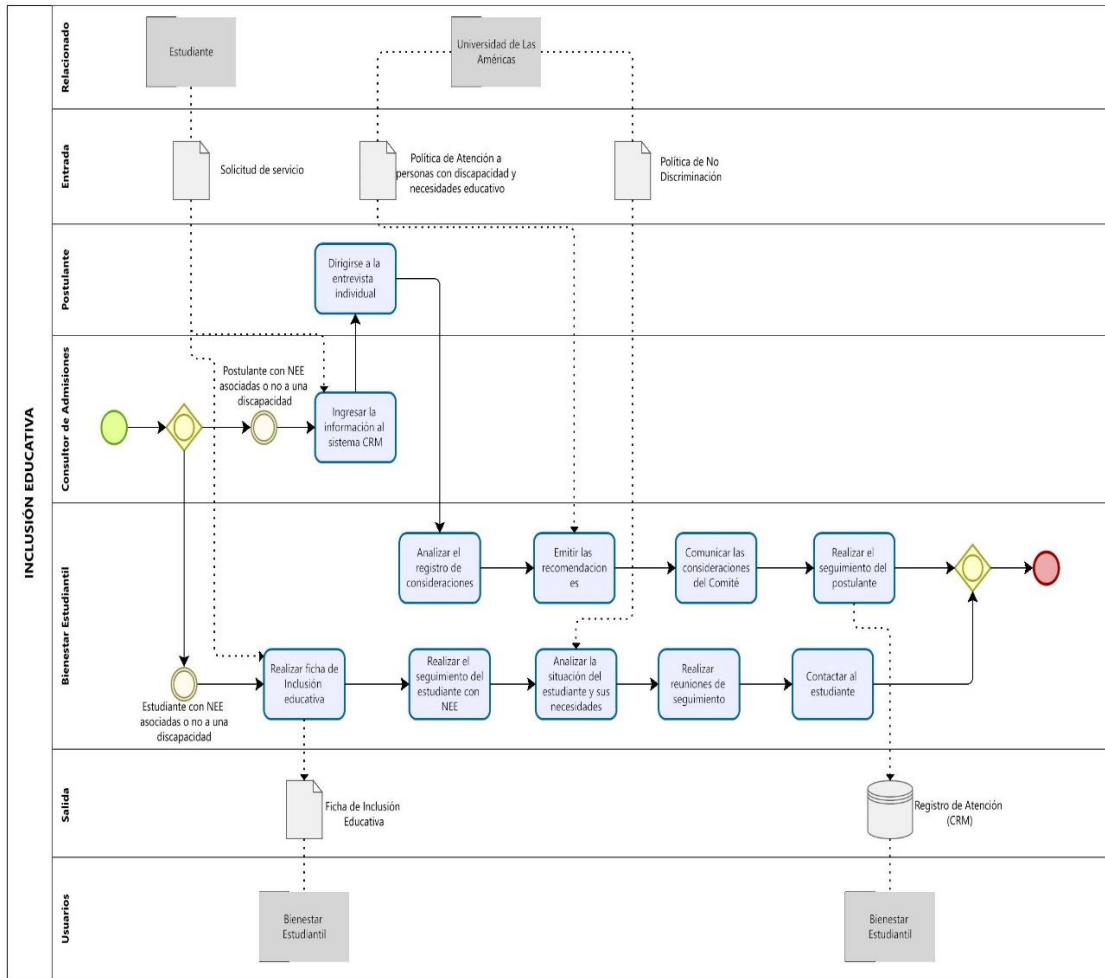 INCLUSIÓN EDUCATIVA
Relacionado
Estudiante
Universidad de Las
Américas
Entrada
Solicitud de servicio
Política de Atención a
personas con discapacidad y
necesidades educativo
Política de No
Discriminación
Postulante
Dirigirse a la
entrevista
individual
Consultor de Admisiones
Postulante con NEE
asociadas o no a una
discapacidad
Ingresar la
información al
sistema CRM
Bienestar Estudiantil
Analizar el
registro de
consideraciones
Emitir las
recomendacion
es
Comunicar las
consideraciones
del Comité
Realizar el
seguimiento del
postulante
Estudiante con NEE
asociadas o no a una
discapacidad
Realizar ficha de
Inclusión
educativa
Realizar el
seguimiento del
estudiante con
NEE
Analizar la
situación del
estudiante y sus
necesidades
Realizar
reuniones de
seguimiento
Contactar al
estudiante
Salida
Ficha de Inclusión
Educativa
Registro de Atención
(CRM)
Usuarios
Bienestar
Estudiantil
Bienestar
Estudiantil